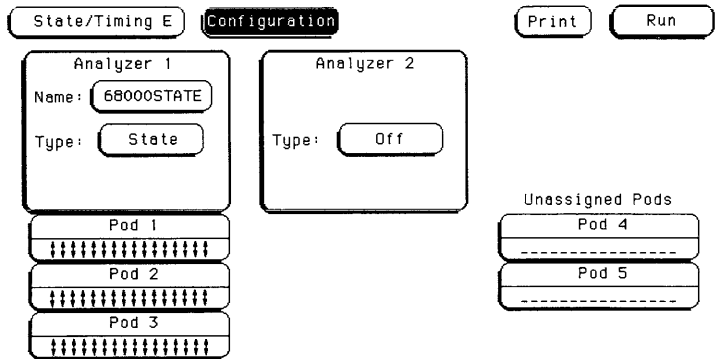 State/Timing E Configuration Print Run
Analyzer 1 Analyzer 2
Name: 68000STATE
Type: State Type: Off
Unassigned Pods
Pod 1 Pod 4
Pod 2 Pod 5
Pod 3